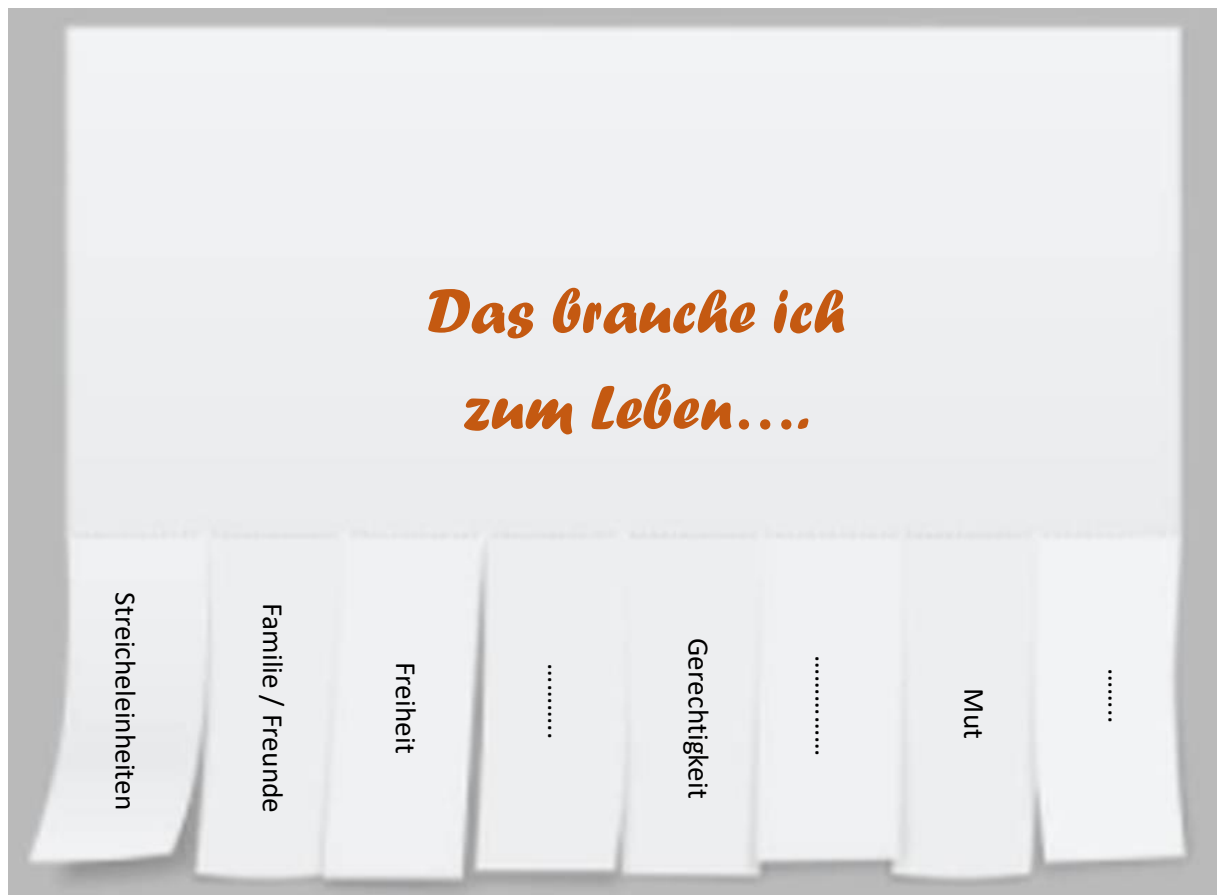 Das brauche ich
zum Leben....
Streicheleinheiten
Familie / Freunde
Freiheit
..........
Gerechtigkeit
...............
Mut
........